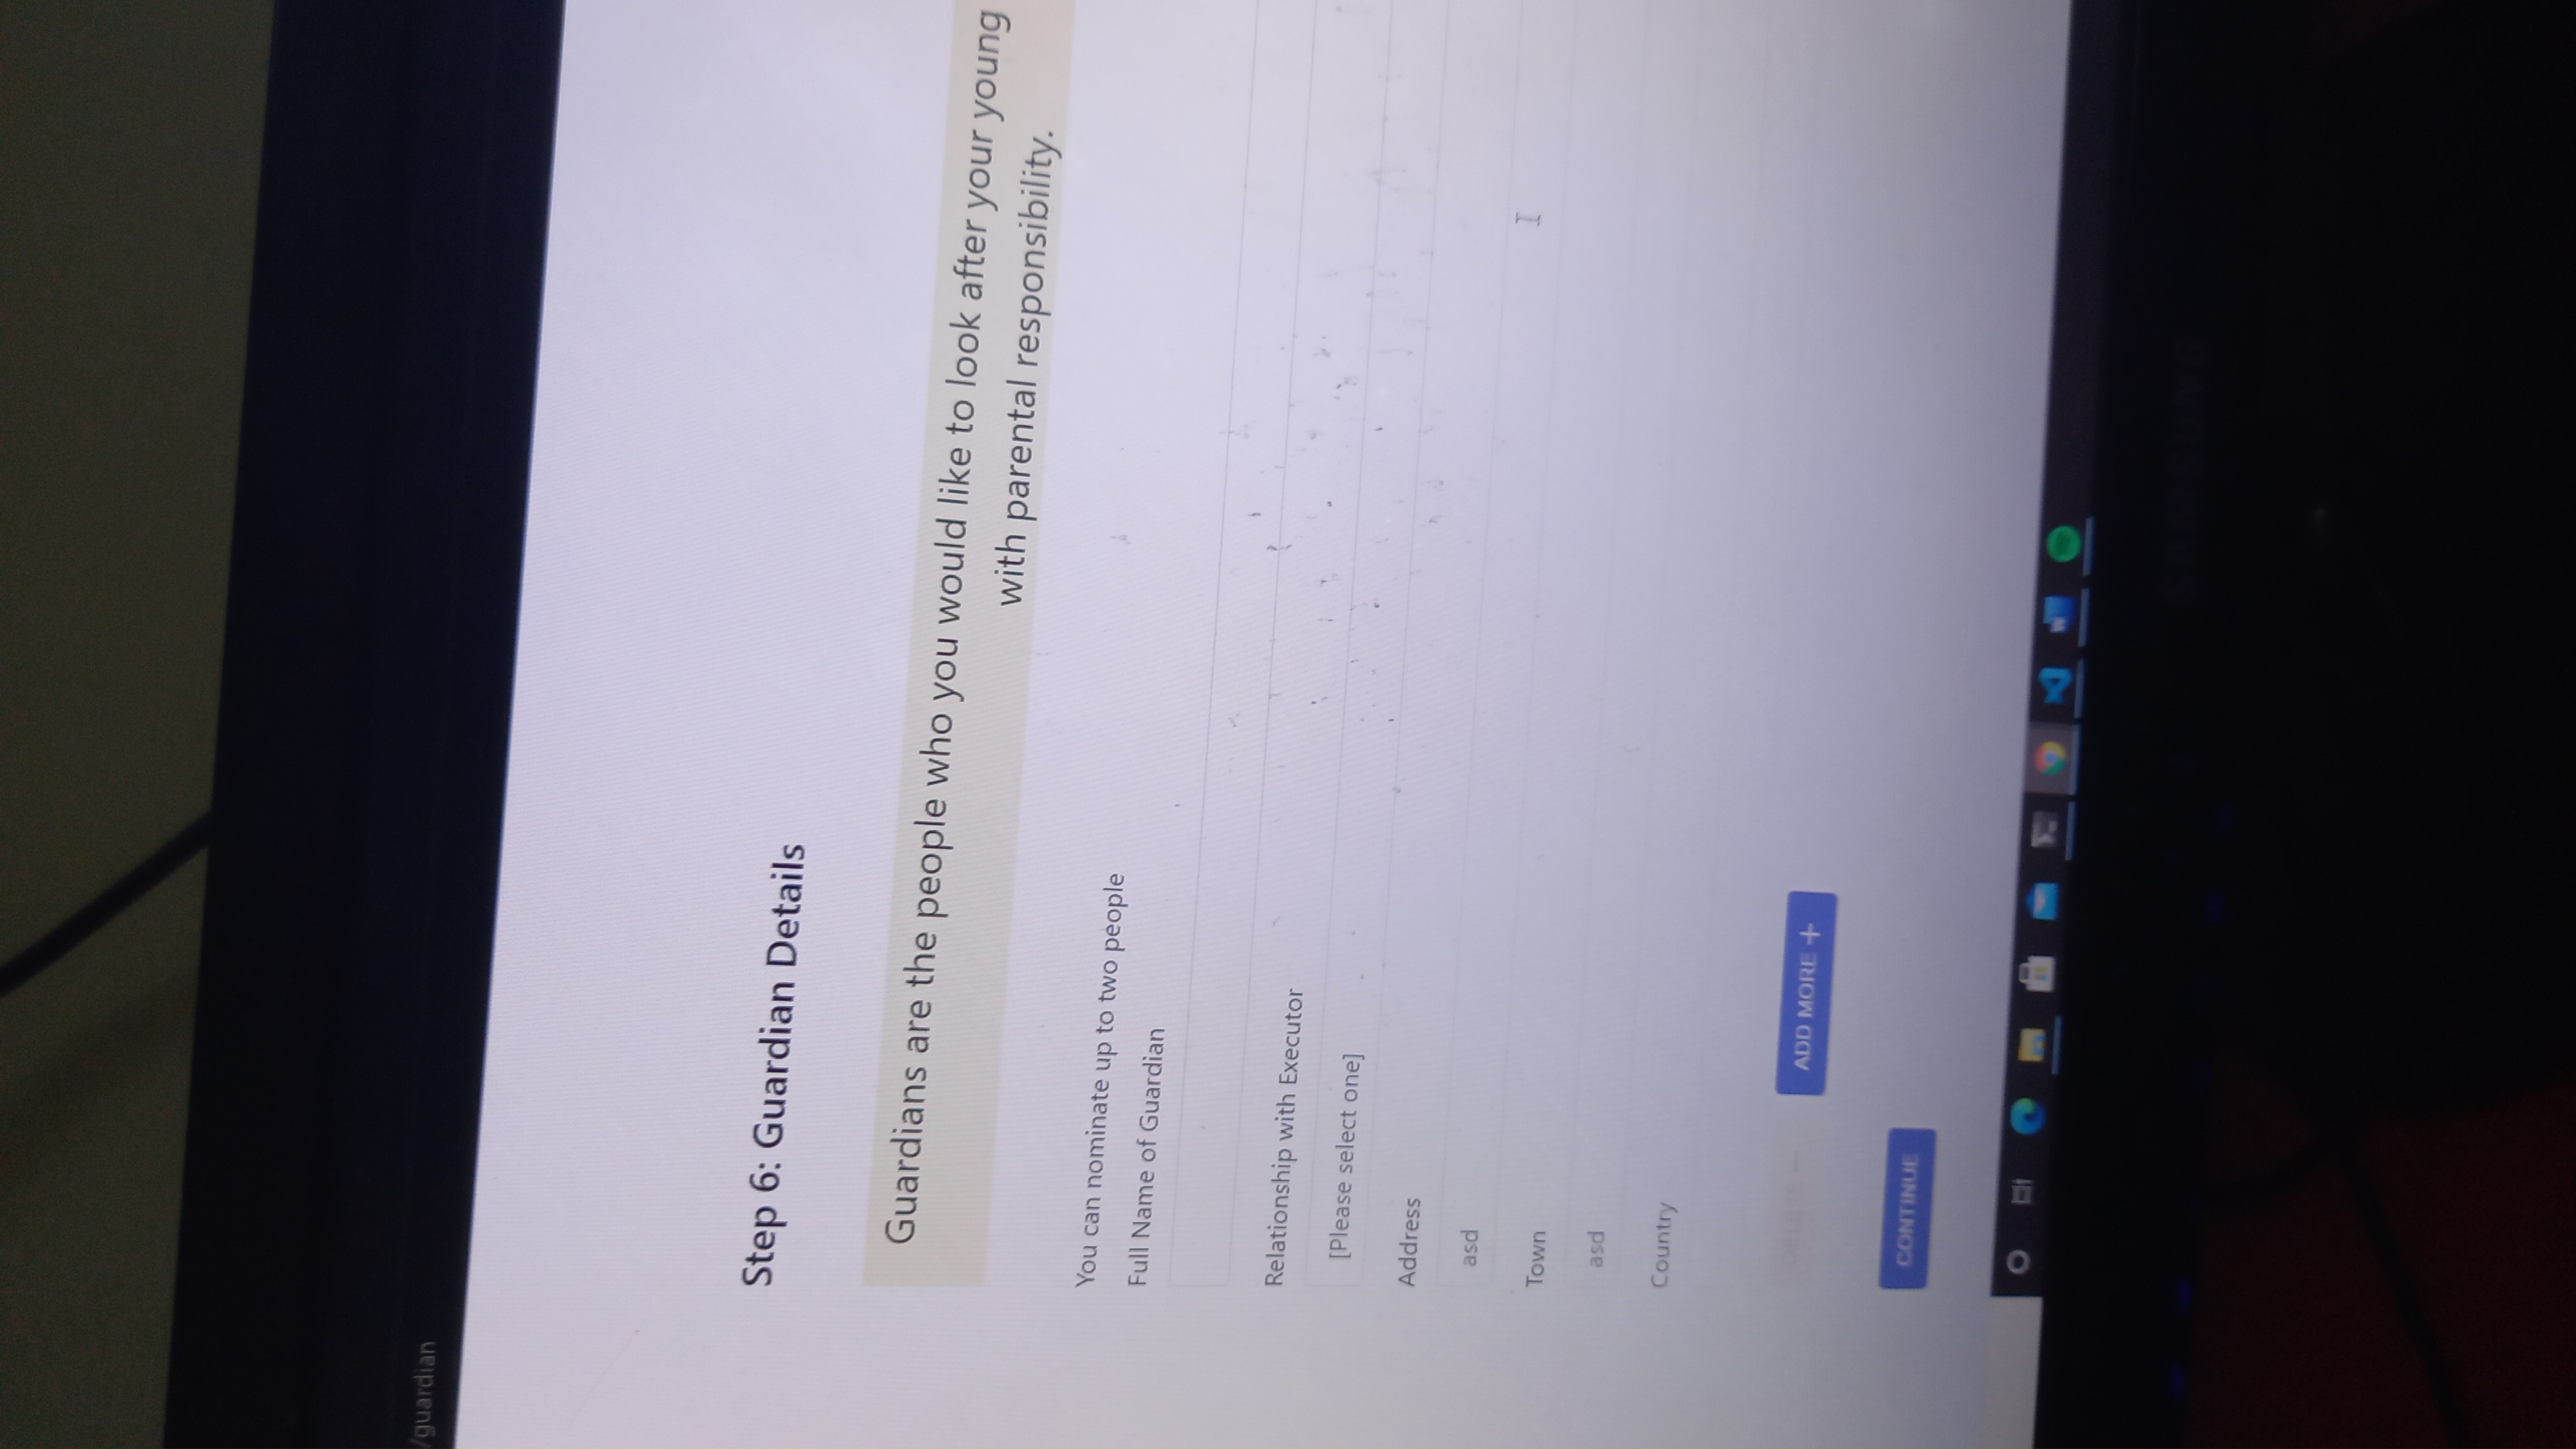 /guardian
Step 6: Guardian Details
Guardians are the people who you would like to look after your young
with parental responsibility.
You can nominate up to two people
Full Name of Guardian
Relationship with Executor
[Please select one]
Address
asd
Town
asd
Country
DELETE —
ADD MORE +
CONTINUE
SAMSUNG